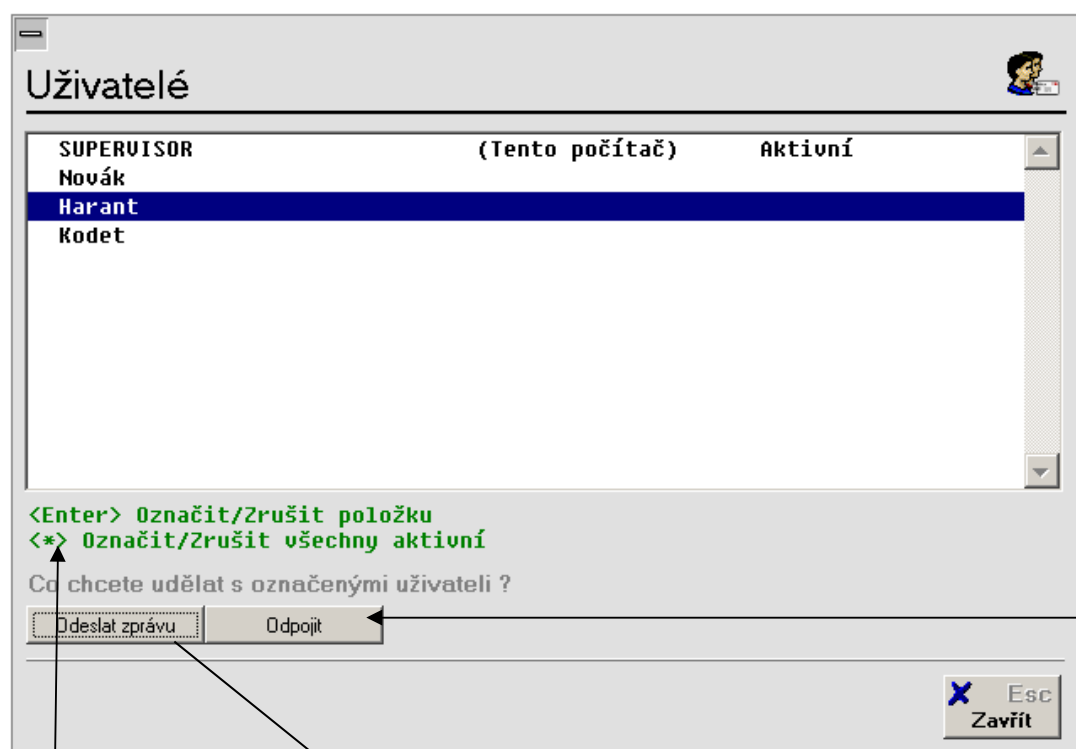 Uživatelé
SUPERVISOR (Tento počítač) Aktivní
Novák
Harant
Kodet
<Enter> Označit/Zrušit položku
<*> Označit/Zrušit všechny aktivní
Co chcete udělat s označenými uživateli ?
Odeslat zprávu Odpojit
Esc
Zavřít